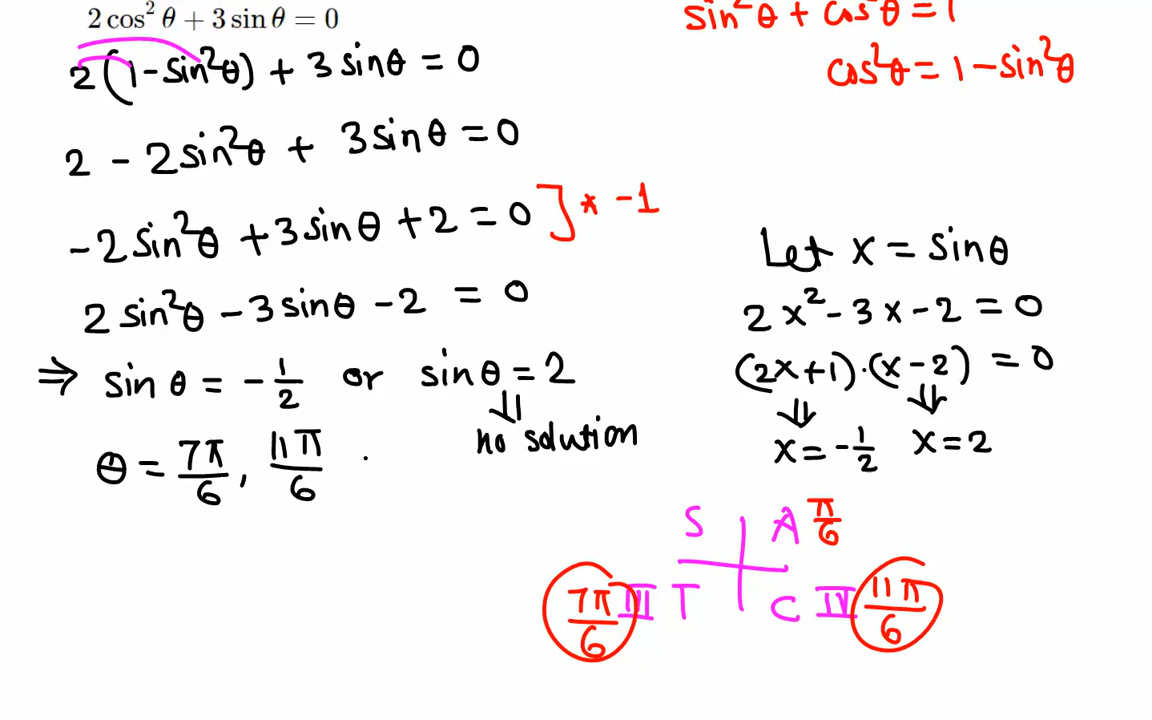 2 cos² θ + 3 sin θ = 0
sin²θ + cos²θ = 1
2(1-sin²θ) + 3 sinθ = 0
cos²θ = 1 - sin²θ
2 - 2sin²θ + 3sinθ = 0
-2sin²θ + 3sinθ + 2 = 0 ] * -1
2 sin²θ - 3sinθ - 2 = 0
⇒ sin θ = -1/2 or sinθ = 2
⇓
no solution
θ = 7π/6, 11π/6 .
Let x = sinθ
2x² - 3x - 2 = 0
(2x+1)·(x-2) = 0
⇓ ⇓
x = -1/2 x = 2
S A π/6
7π/6 III T C IV 11π/6